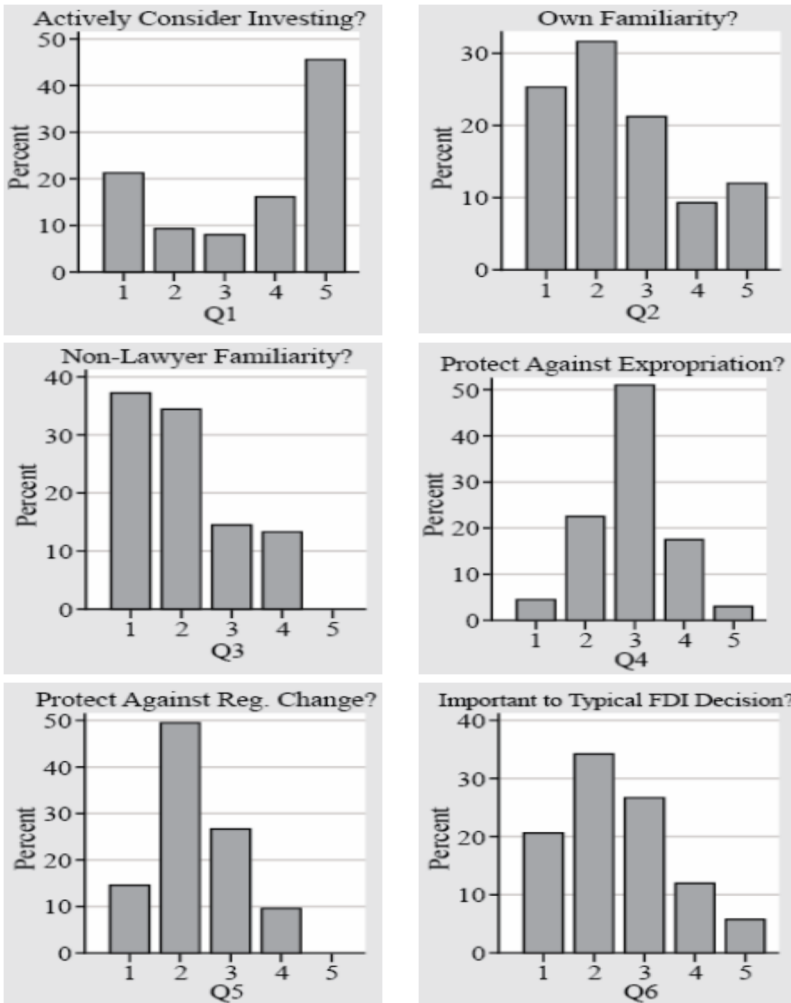 Actively Consider Investing?
50
40
30
20
10
0
Percent
1 2 3 4 5
Q1
Own Familiarity?
30
20
10
0
Percent
1 2 3 4 5
Q2
Non-Lawyer Familiarity?
40
30
20
10
0
Percent
1 2 3 4 5
Q3
Protect Against Expropriation?
50
40
30
20
10
0
Percent
1 2 3 4 5
Q4
Protect Against Reg. Change?
50
40
30
20
10
0
Percent
1 2 3 4 5
Q5
Important to Typical FDI Decision?
40
30
20
10
0
Percent
1 2 3 4 5
Q6